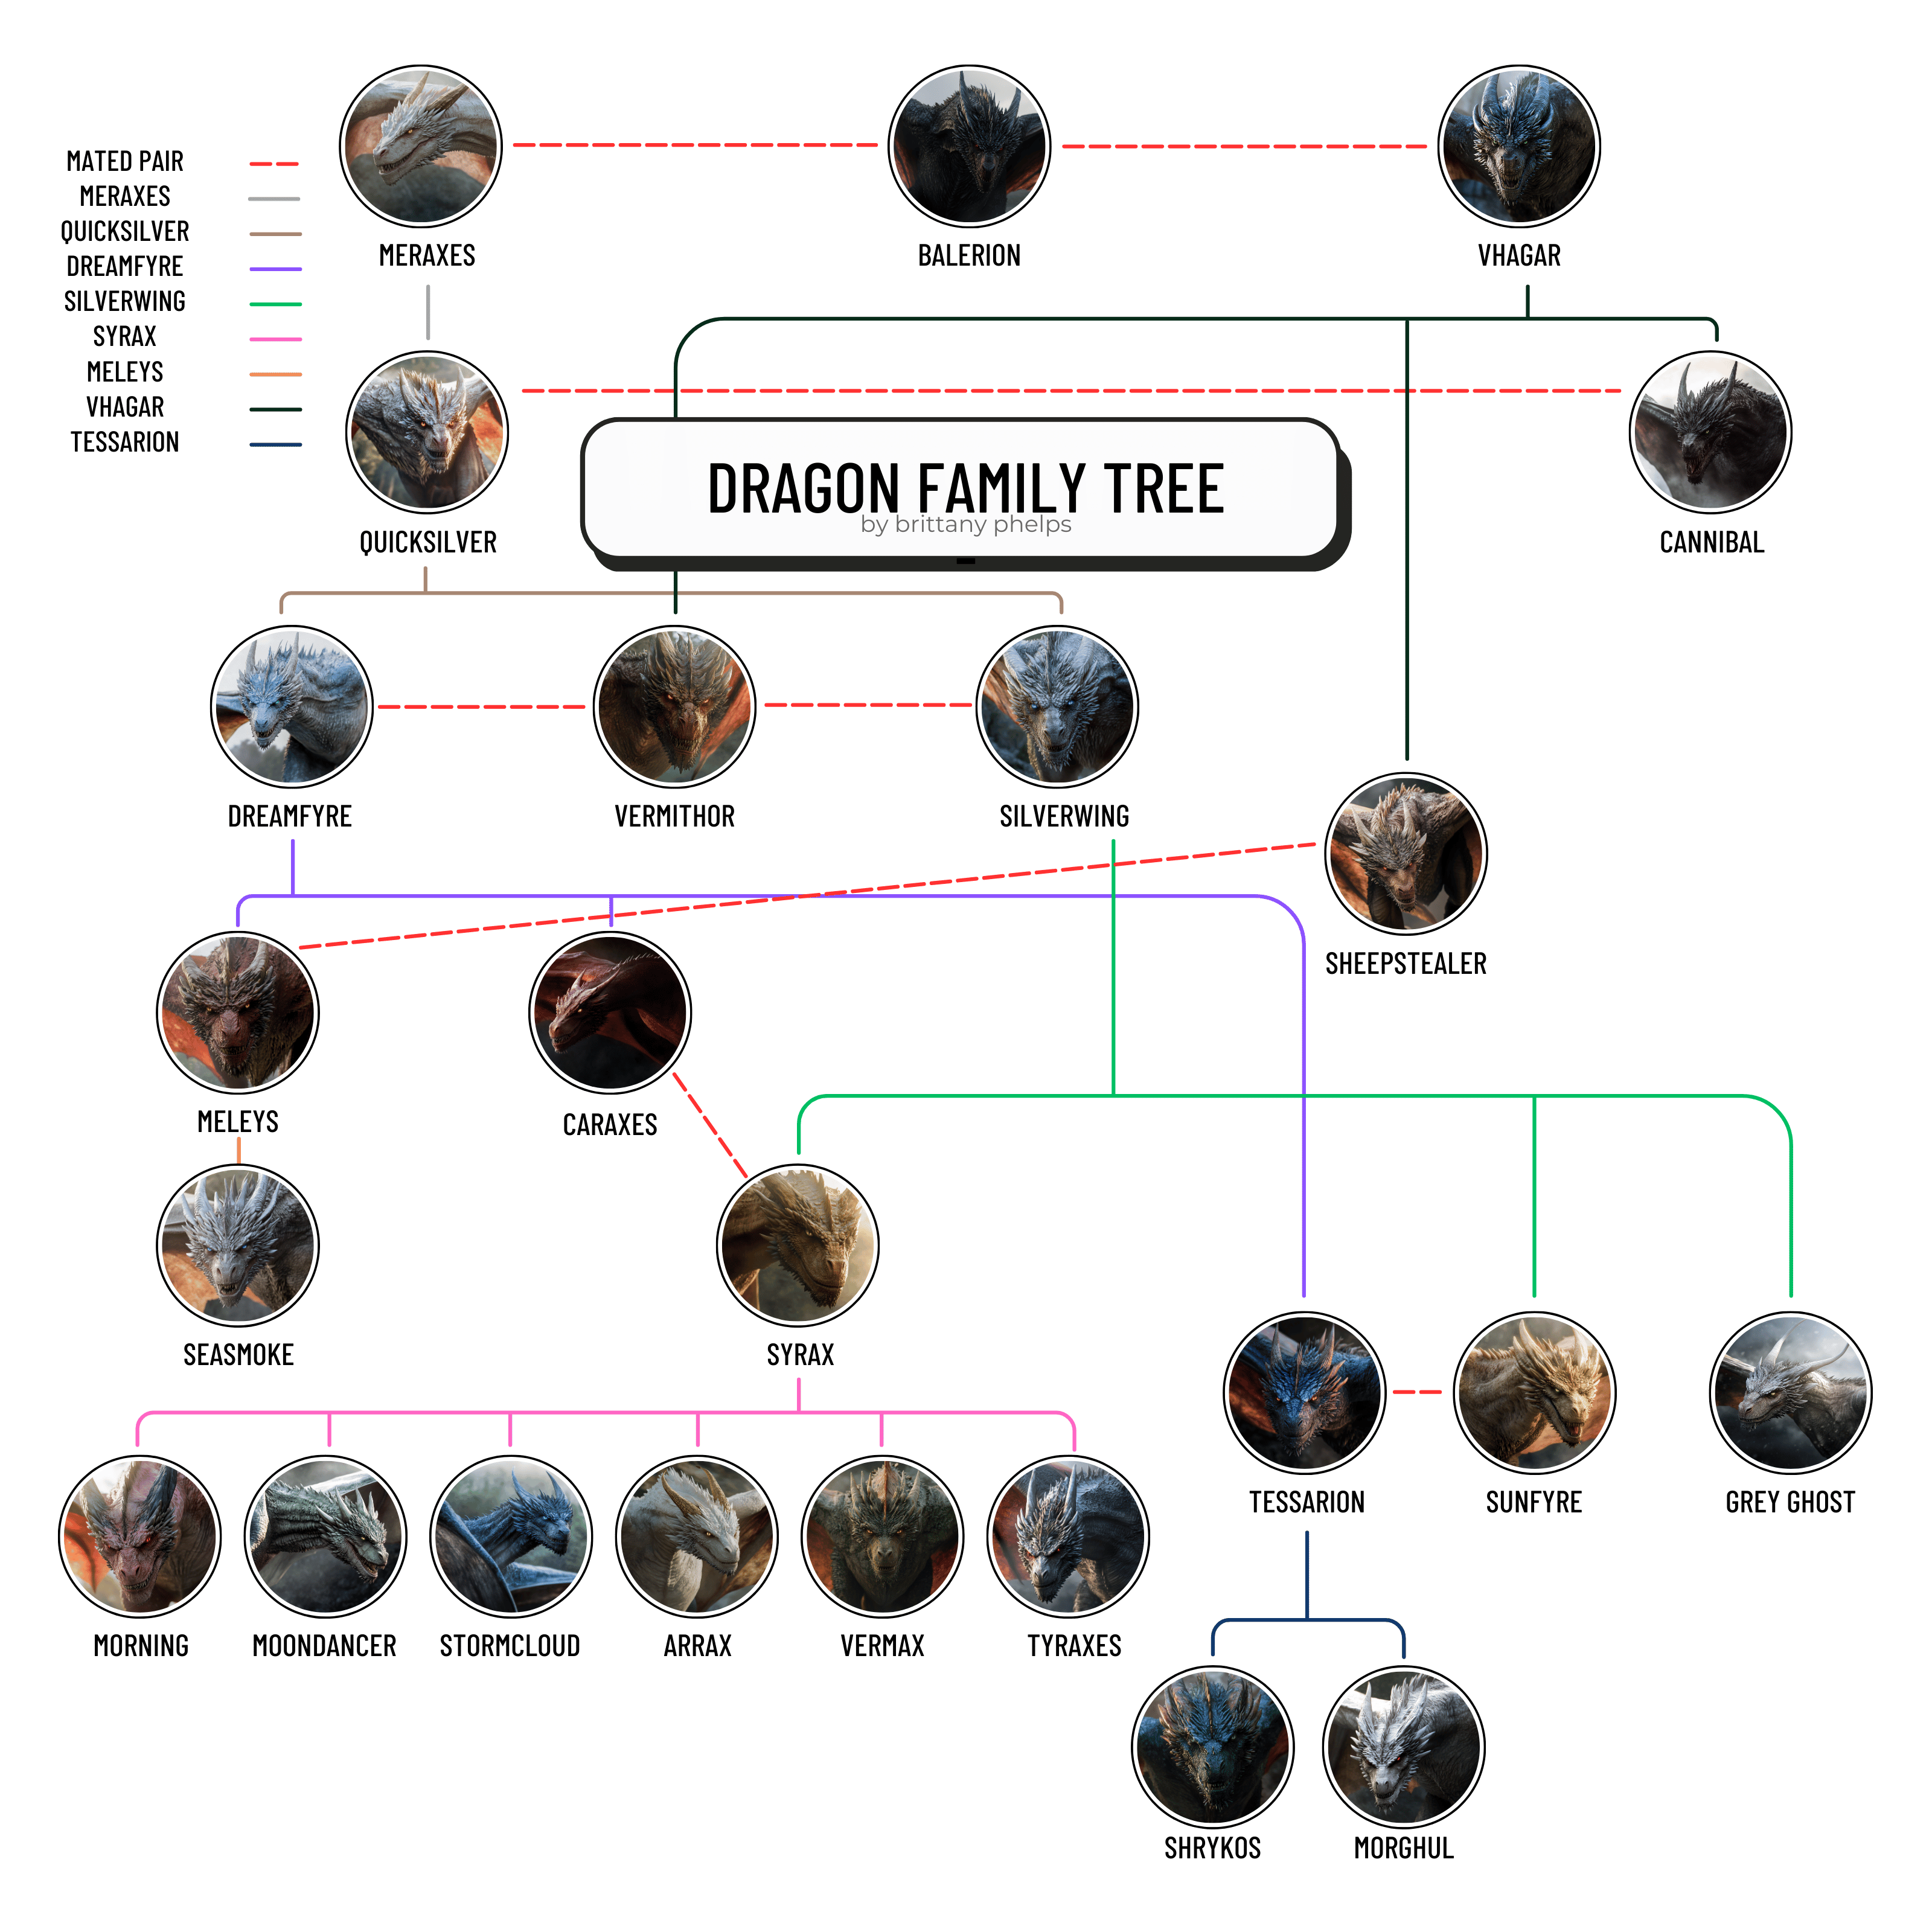 MERAXES
BALERION
VHAGAR
MATED PAIR
MERAXES
QUICKSILVER
DREAMFYRE
SILVERWING
SYRAX
MELEYS
VHAGAR
TESSARION
DRAGON FAMILY TREE
by brittany phelps
QUICKSILVER
CANNIBAL
DREAMFYRE
VERMITHOR
SILVERWING
SHEEPSTEALER
MELEYS
CARAXES
SEASMOKE
SYRAX
TESSARION
SUNFYRE
GREY GHOST
MORNING
MOONDANCER
STORMCLOUD
ARRAX
VERMAX
TYRAXES
SHRYKOS
MORGHUL